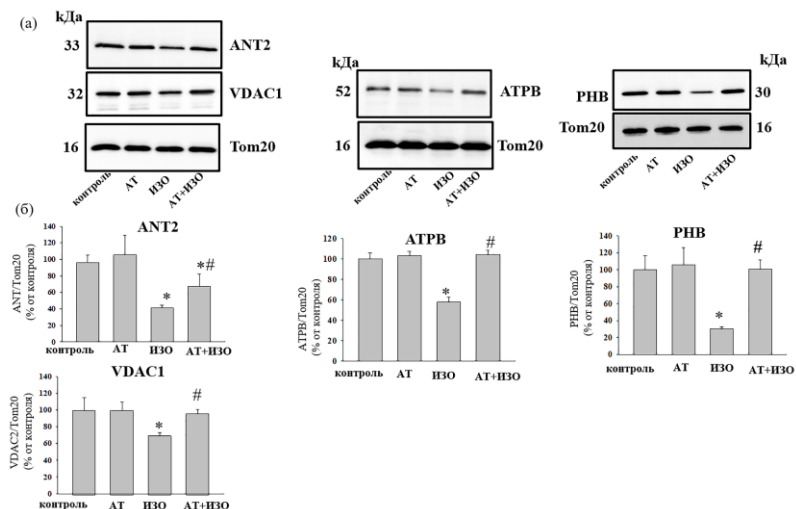 (а)
кДа
33
ANT2
32
VDAC1
16
Tom20
контроль
АТ
ИЗО
АТ+ИЗО
кДа
52
ATPB
16
Tom20
контроль
АТ
ИЗО
АТ+ИЗО
кДа
PHB
30
Tom20
16
контроль
АТ
ИЗО
АТ+ИЗО
(б)
ANT2
ANT/Tom20
(% от контроля)
140
120
100
80
60
40
20
0
*
*#
контроль
АТ
ИЗО
АТ+ИЗО
ATPB
ATPB/Tom20
(% от контроля)
120
100
80
60
40
20
0
*
#
контроль
АТ
ИЗО
АТ+ИЗО
PHB
PHB/Tom20
(% от контроля)
140
120
100
80
60
40
20
0
*
#
контроль
АТ
ИЗО
АТ+ИЗО
VDAC1
VDAC2/Tom20
(% от контроля)
140
120
100
80
60
40
20
0
*
#
контроль
АТ
ИЗО
АТ+ИЗО